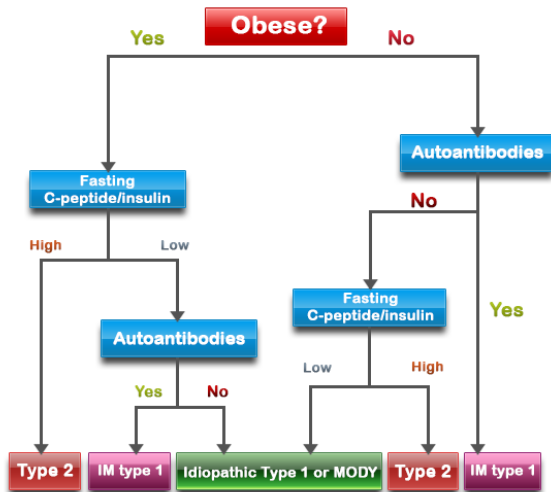 Obese?
Yes
No
Autoantibodies
Fasting
C-peptide/insulin
No
High
Low
Yes
Fasting
C-peptide/insulin
Autoantibodies
Low
High
Yes
No
Type 2
IM type 1
Idiopathic Type 1 or MODY
Type 2
IM type 1